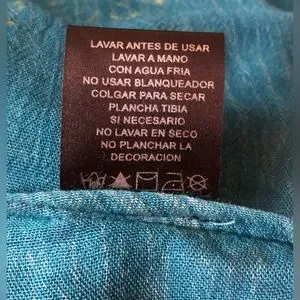 LAVAR ANTES DE USAR
LAVAR A MANO
CON AGUA FRIA
NO USAR BLANQUEADOR
COLGAR PARA SECAR
PLANCHA TIBIA
SI NECESARIO
NO LAVAR EN SECO
NO PLANCHAR LA
DECORACION